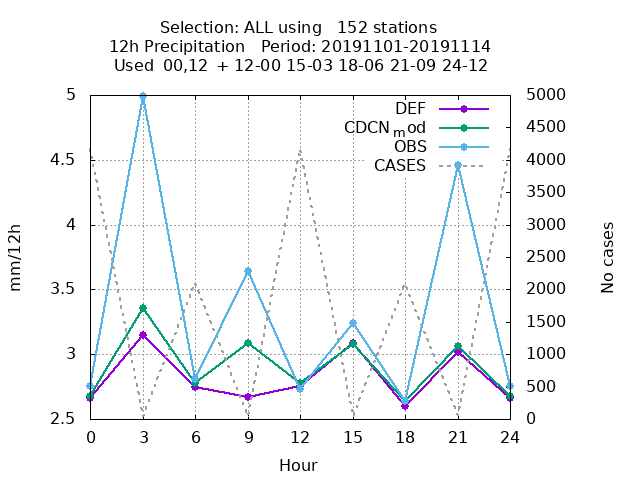 Selection: ALL using   152 stations
12h Precipitation   Period: 20191101-20191114
Used  00,12  + 12-00 15-03 18-06 21-09 24-12
5
4.5
4
3.5
3
2.5
mm/12h
DEF
CDCN_mod
OBS
CASES
5000
4500
4000
3500
3000
2500
2000
1500
1000
500
0
No cases
0 3 6 9 12 15 18 21 24
Hour